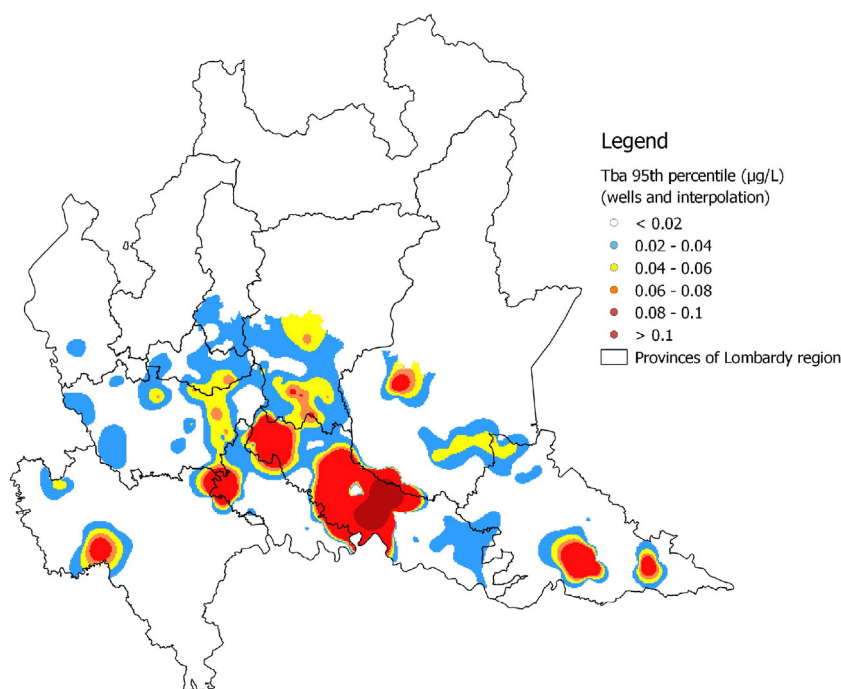 Legend
Tba 95th percentile (µg/L)
(wells and interpolation)
< 0.02
0.02 - 0.04
0.04 - 0.06
0.06 - 0.08
0.08 - 0.1
> 0.1
Provinces of Lombardy region